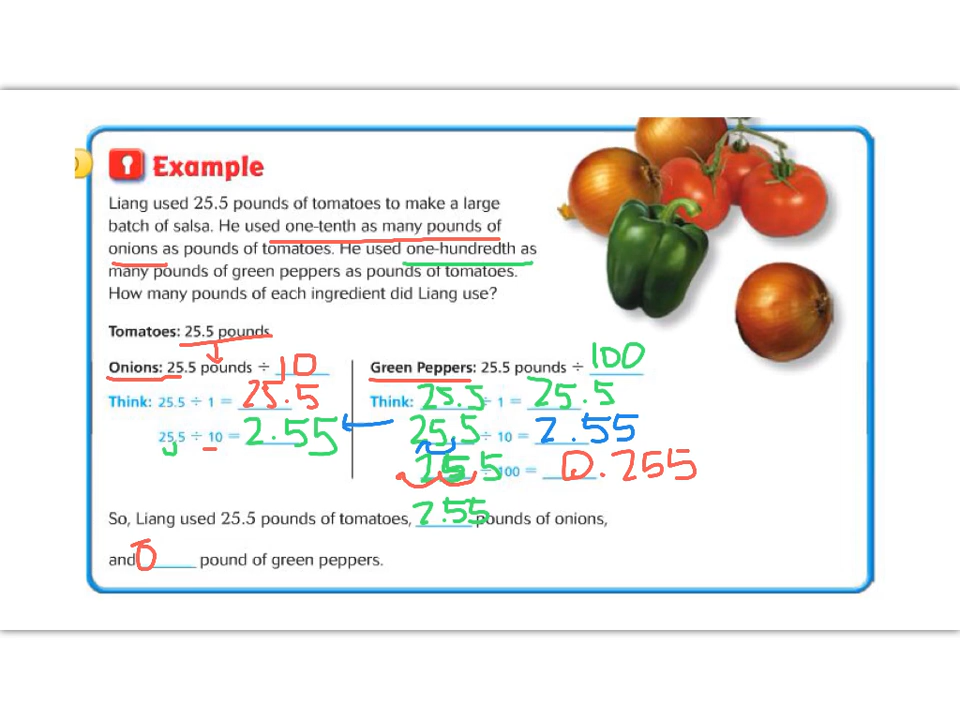 Example
Liang used 25.5 pounds of tomatoes to make a large
batch of salsa. He used one-tenth as many pounds of
onions as pounds of tomatoes. He used one-hundredth as
many pounds of green peppers as pounds of tomatoes.
How many pounds of each ingredient did Liang use?
Tomatoes: 25.5 pounds
Onions: 25.5 pounds ÷ 10
Think: 25.5 ÷ 1 = 25.5
25.5 ÷ 10 = 2.55
Green Peppers: 25.5 pounds ÷ 100
Think: 25.5 ÷ 1 = 25.5
25.5 ÷ 10 = 2.55
25.5 ÷ 100 = 0.255
So, Liang used 25.5 pounds of tomatoes, 2.55 pounds of onions,
and 0 pound of green peppers.